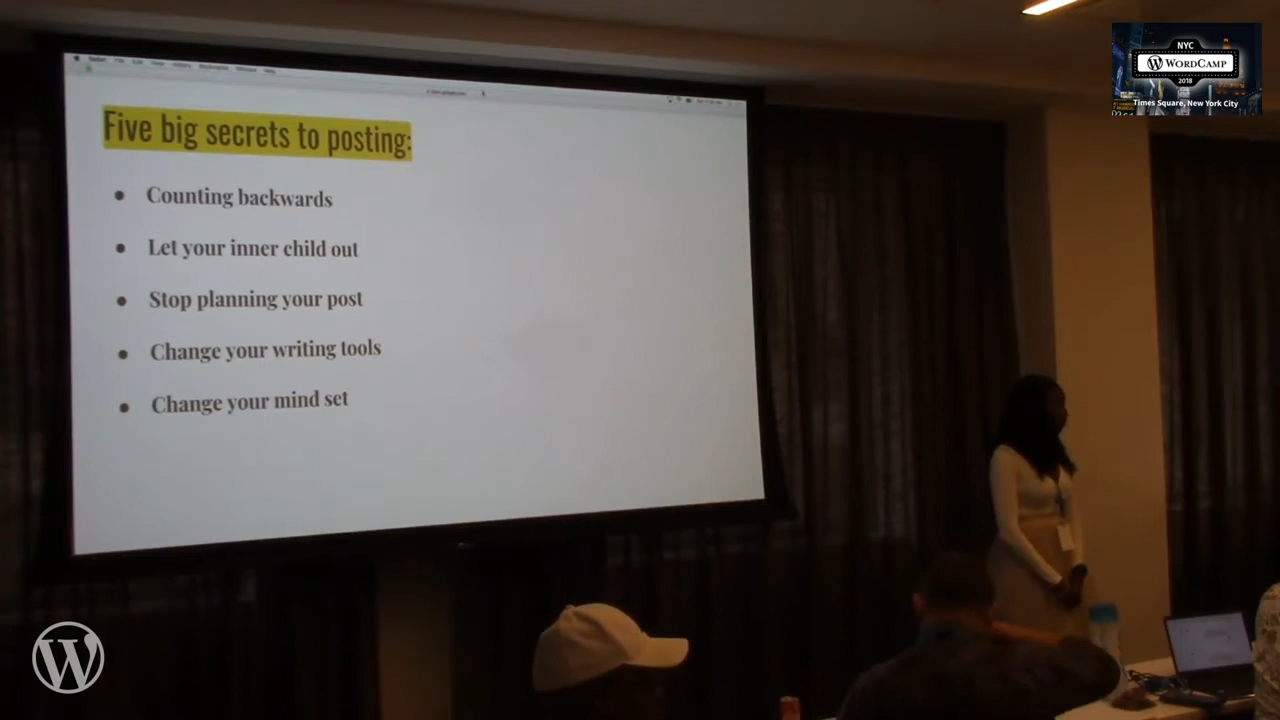 NYC
WORDCAMP
2018
Times Square, New York City
Five big secrets to posting:
Counting backwards
Let your inner child out
Stop planning your post
Change your writing tools
Change your mind set